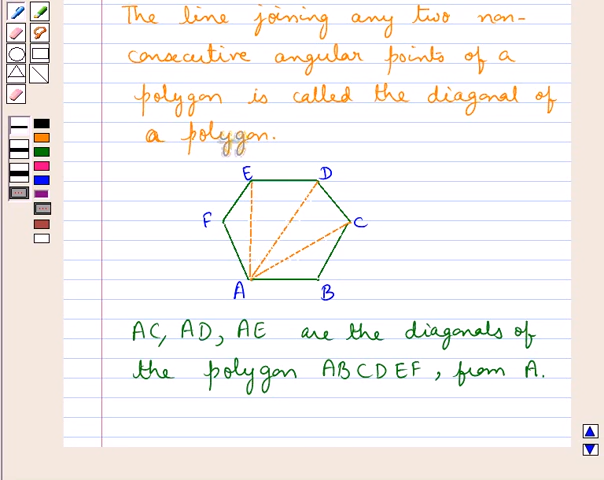 The line joining any two non-
consecutive angular points of a
polygon is called the diagonal of
a polygon.
E D
F C
A B
AC, AD, AE are the diagonals of
the polygon ABCDEF, from A.